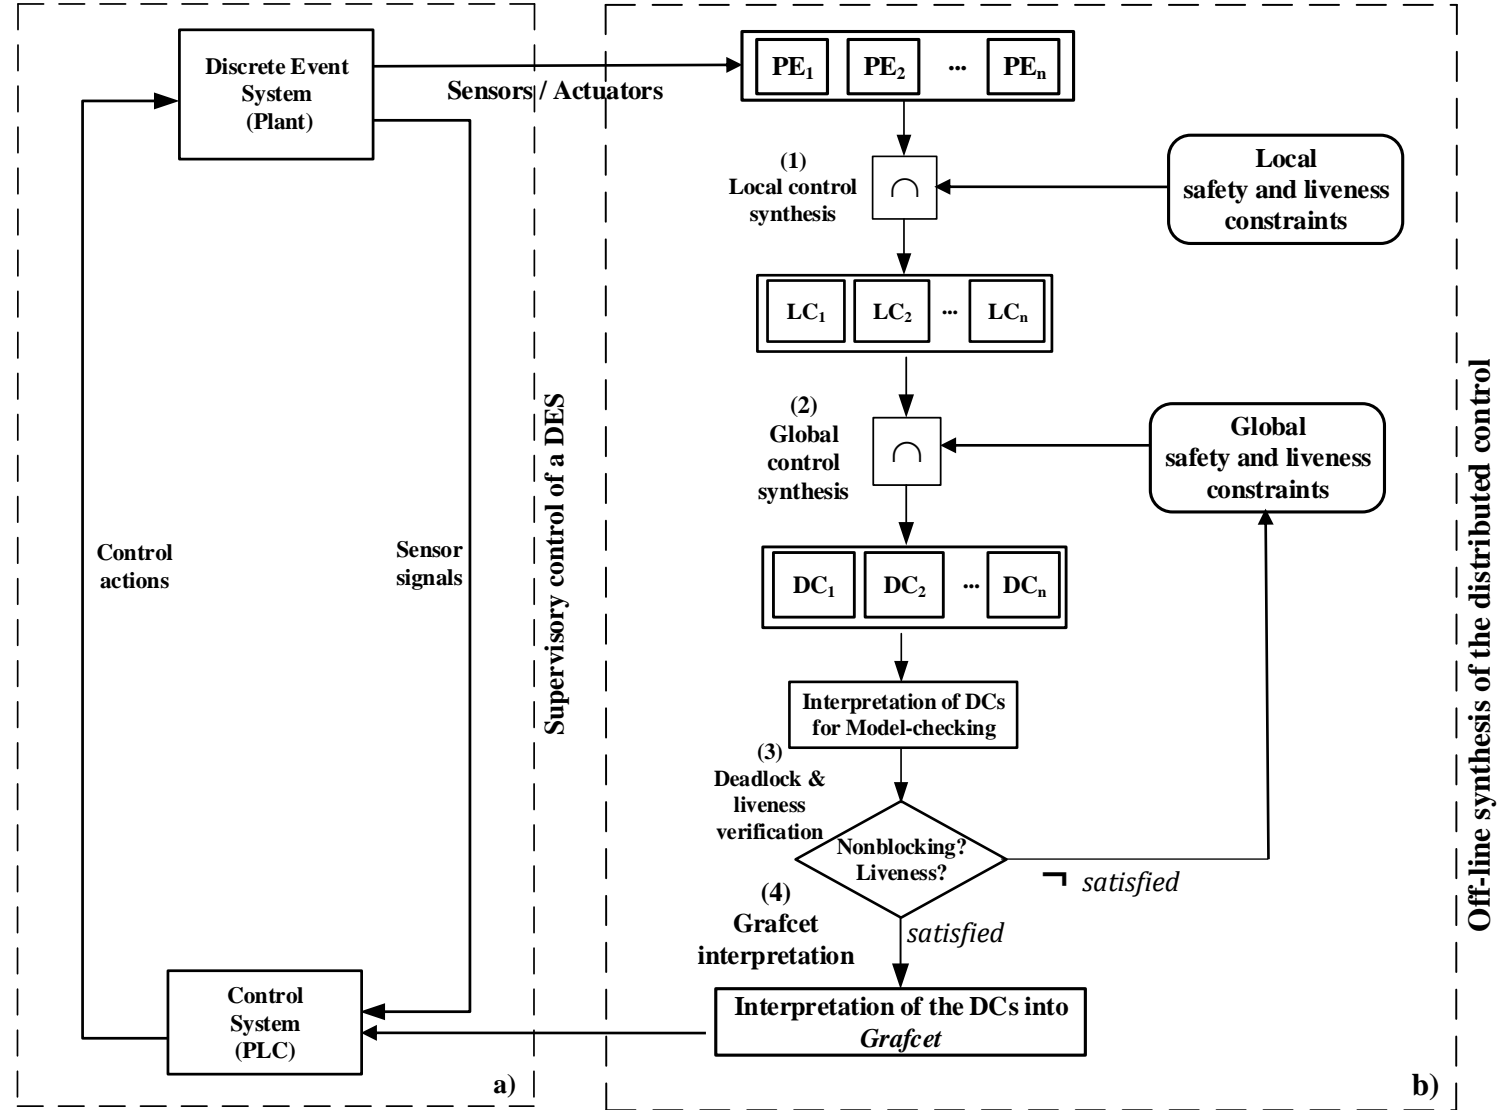 Discrete Event
System
(Plant)
Sensors / Actuators
Control
actions
Sensor
signals
Control
System
(PLC)
a)
Supervisory control of a DES
PE1 PE2 ... PEn
(1)
Local control
synthesis
∩
Local
safety and liveness
constraints
LC1 LC2 ... LCn
(2)
Global
control
synthesis
∩
Global
safety and liveness
constraints
DC1 DC2 ... DCn
Interpretation of DCs
for Model-checking
(3)
Deadlock &
liveness
verification
Nonblocking?
Liveness?
¬ satisfied
(4)
Grafcet
interpretation
satisfied
Interpretation of the DCs into
Grafcet
b)
Off-line synthesis of the distributed control